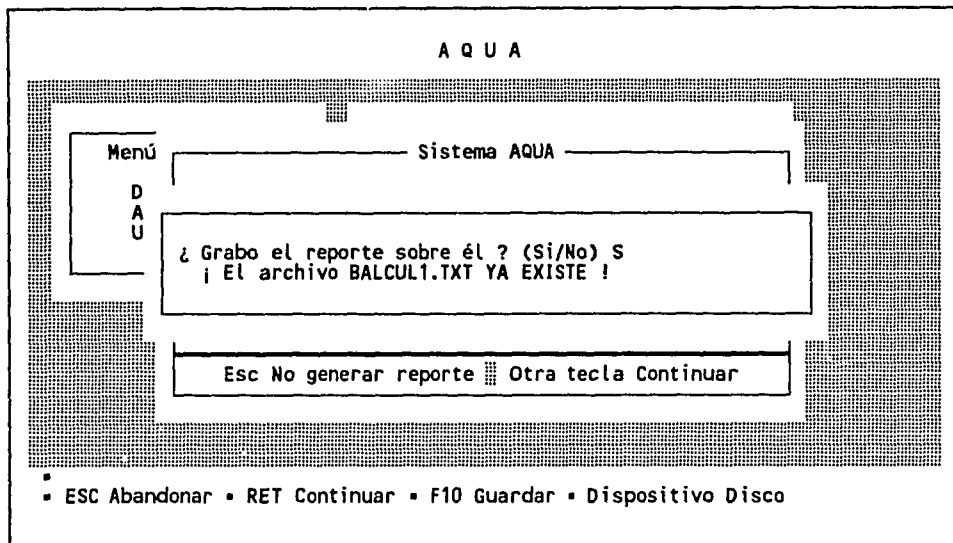 A Q U A
Menú
Sistema AQUA
D
A
U
¿ Grabo el reporte sobre él ? (Si/No) S
¡ El archivo BALCUL1.TXT YA EXISTE !
Esc No generar reporte ▒ Otra tecla Continuar
▪
▪ ESC Abandonar ▪ RET Continuar ▪ F10 Guardar ▪ Dispositivo Disco